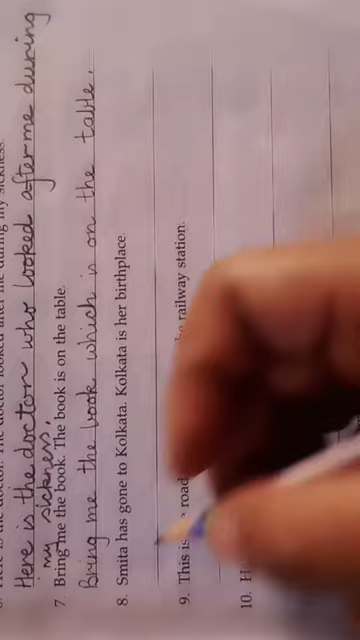 Here is the doctor. The doctor looked after me during my sickness.
Here is the doctor who looked after me during
my sickness.
7. Bring me the book. The book is on the table.
Bring me the book which is on the table.
8. Smita has gone to Kolkata. Kolkata is her birthplace.
9. This is road railway station.
10.